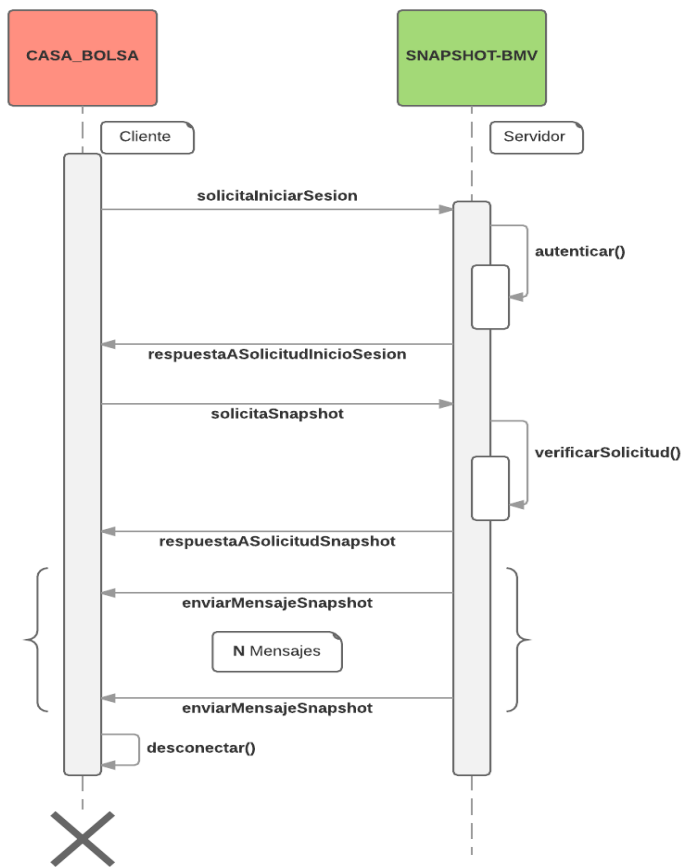 CASA_BOLSA
SNAPSHOT-BMV
Cliente
Servidor
solicitaIniciarSesion
autenticar()
respuestaASolicitudInicioSesion
solicitaSnapshot
verificarSolicitud()
respuestaASolicitudSnapshot
enviarMensajeSnapshot
N Mensajes
enviarMensajeSnapshot
desconectar()